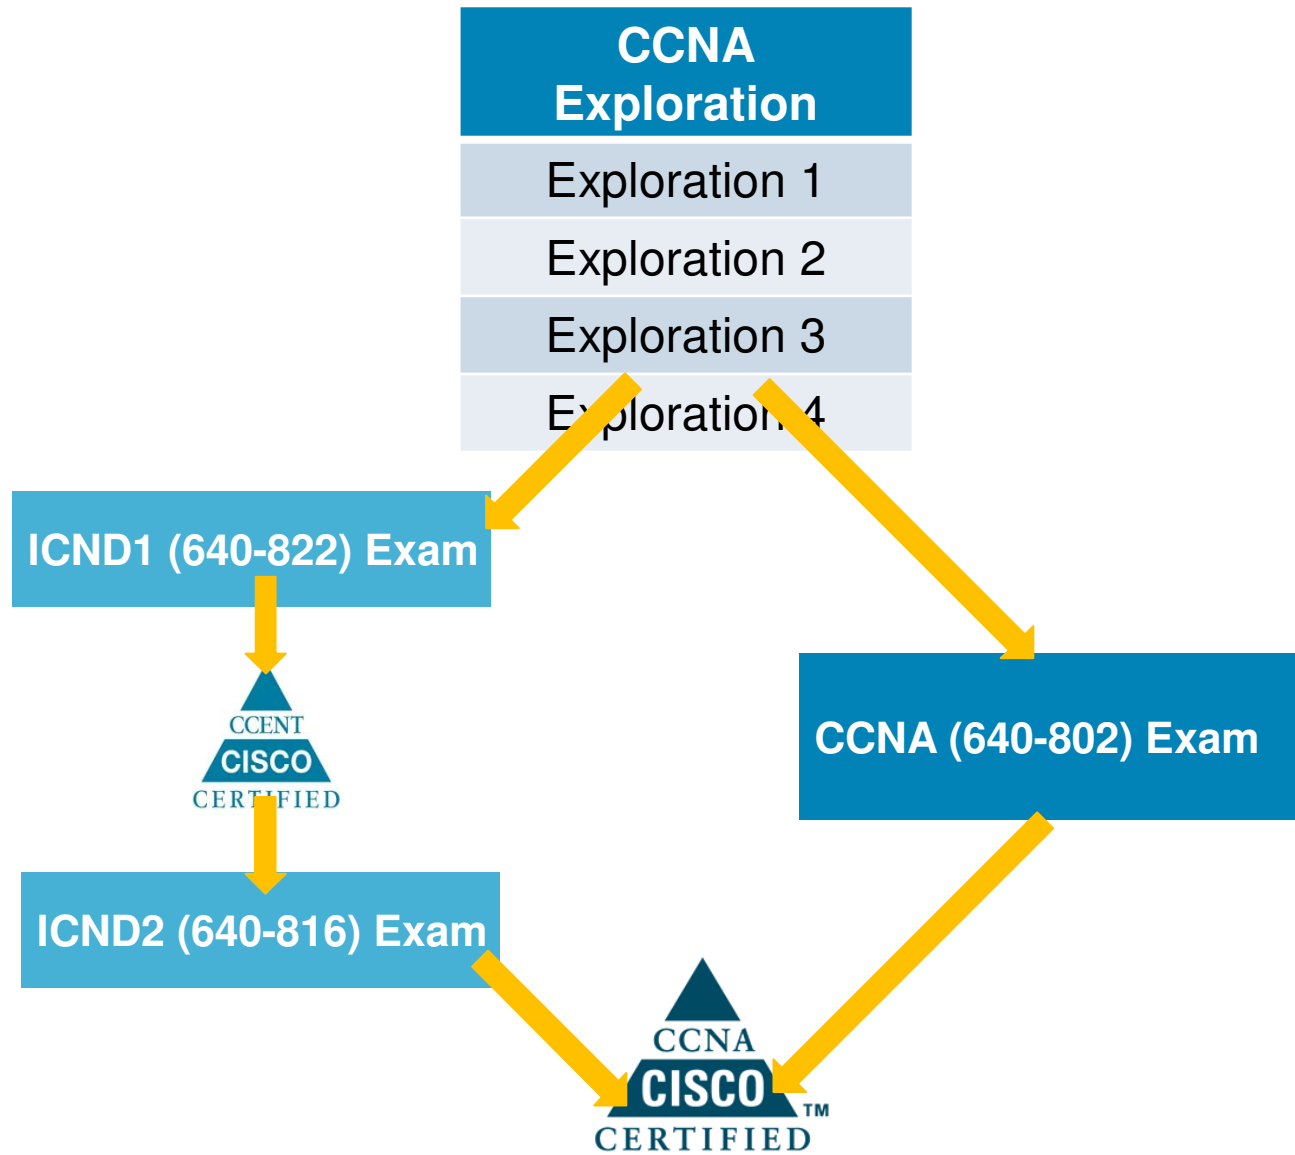 CCNA
Exploration
Exploration 1
Exploration 2
Exploration 3
Exploration 4
ICND1 (640-822) Exam
CCENT
CISCO
CERTIFIED
CCNA (640-802) Exam
ICND2 (640-816) Exam
CCNA
CISCO
TM
CERTIFIED